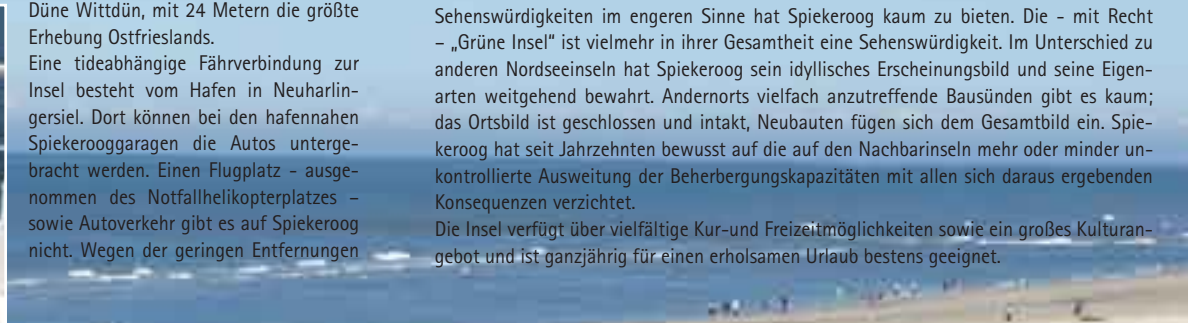 Düne Wittdün, mit 24 Metern die größte
Erhebung Ostfrieslands.
Eine tideabhängige Fährverbindung zur
Insel besteht vom Hafen in Neuharlin-
gersiel. Dort können bei den hafennahen
Spiekerooggaragen die Autos unterge-
bracht werden. Einen Flugplatz - ausge-
nommen des Notfallhelikopterplatzes –
sowie Autoverkehr gibt es auf Spiekeroog
nicht. Wegen der geringen Entfernungen
Sehenswürdigkeiten im engeren Sinne hat Spiekeroog kaum zu bieten. Die - mit Recht
– „Grüne Insel“ ist vielmehr in ihrer Gesamtheit eine Sehenswürdigkeit. Im Unterschied zu
anderen Nordseeinseln hat Spiekeroog sein idyllisches Erscheinungsbild und seine Eigen-
arten weitgehend bewahrt. Andernorts vielfach anzutreffende Bausünden gibt es kaum;
das Ortsbild ist geschlossen und intakt, Neubauten fügen sich dem Gesamtbild ein. Spie-
keroog hat seit Jahrzehnten bewusst auf die auf den Nachbarinseln mehr oder minder un-
kontrollierte Ausweitung der Beherbergungskapazitäten mit allen sich daraus ergebenden
Konsequenzen verzichtet.
Die Insel verfügt über vielfältige Kur-und Freizeitmöglichkeiten sowie ein großes Kulturan-
gebot und ist ganzjährig für einen erholsamen Urlaub bestens geeignet.